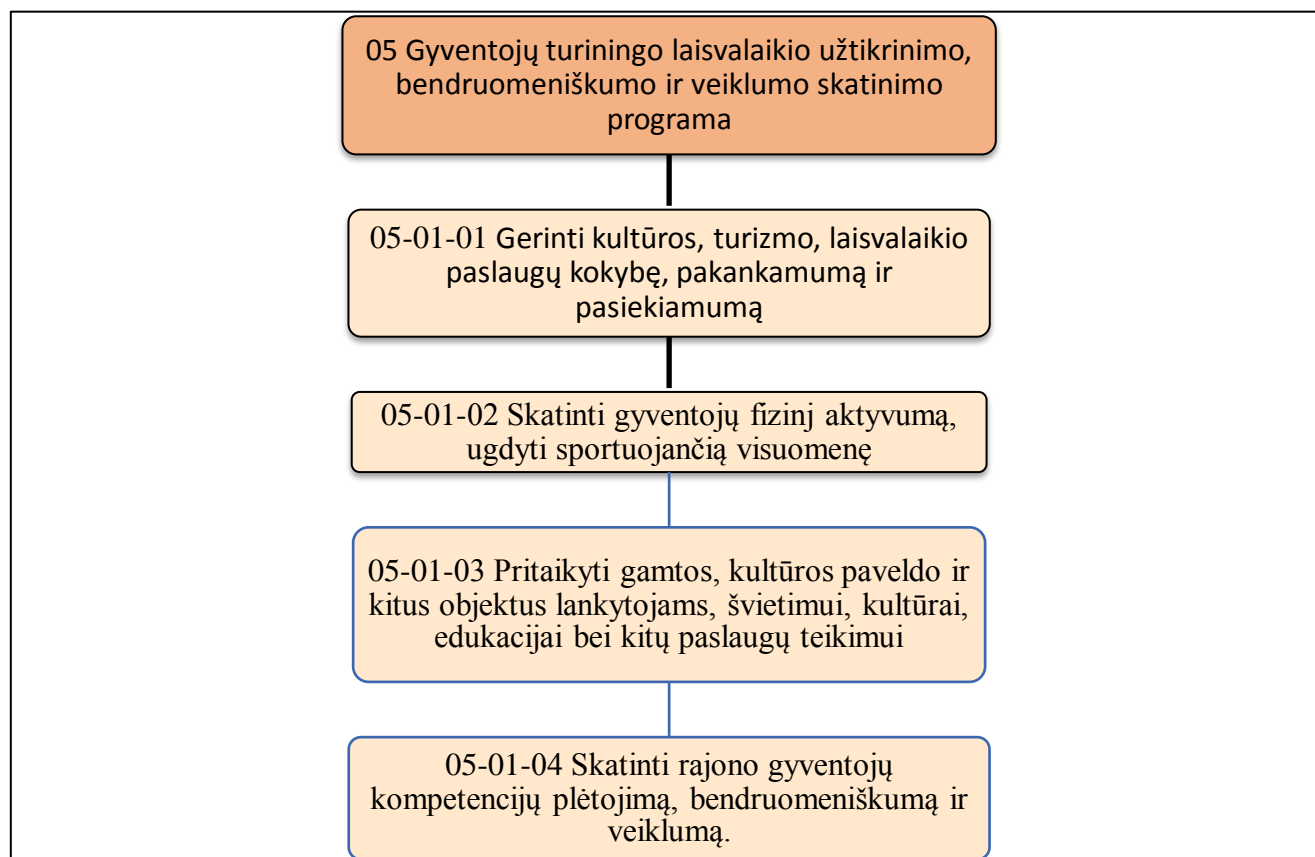 05 Gyventojų turiningo laisvalaikio užtikrinimo,
bendruomeniškumo ir veiklumo skatinimo
programa
05-01-01 Gerinti kultūros, turizmo, laisvalaikio
paslaugų kokybę, pakankamumą ir
pasiekiamumą
05-01-02 Skatinti gyventojų fizinį aktyvumą,
ugdyti sportuojančią visuomenę
05-01-03 Pritaikyti gamtos, kultūros paveldo ir
kitus objektus lankytojams, švietimui, kultūrai,
edukacijai bei kitų paslaugų teikimui
05-01-04 Skatinti rajono gyventojų
kompetencijų plėtojimą, bendruomeniškumą ir
veiklumą.